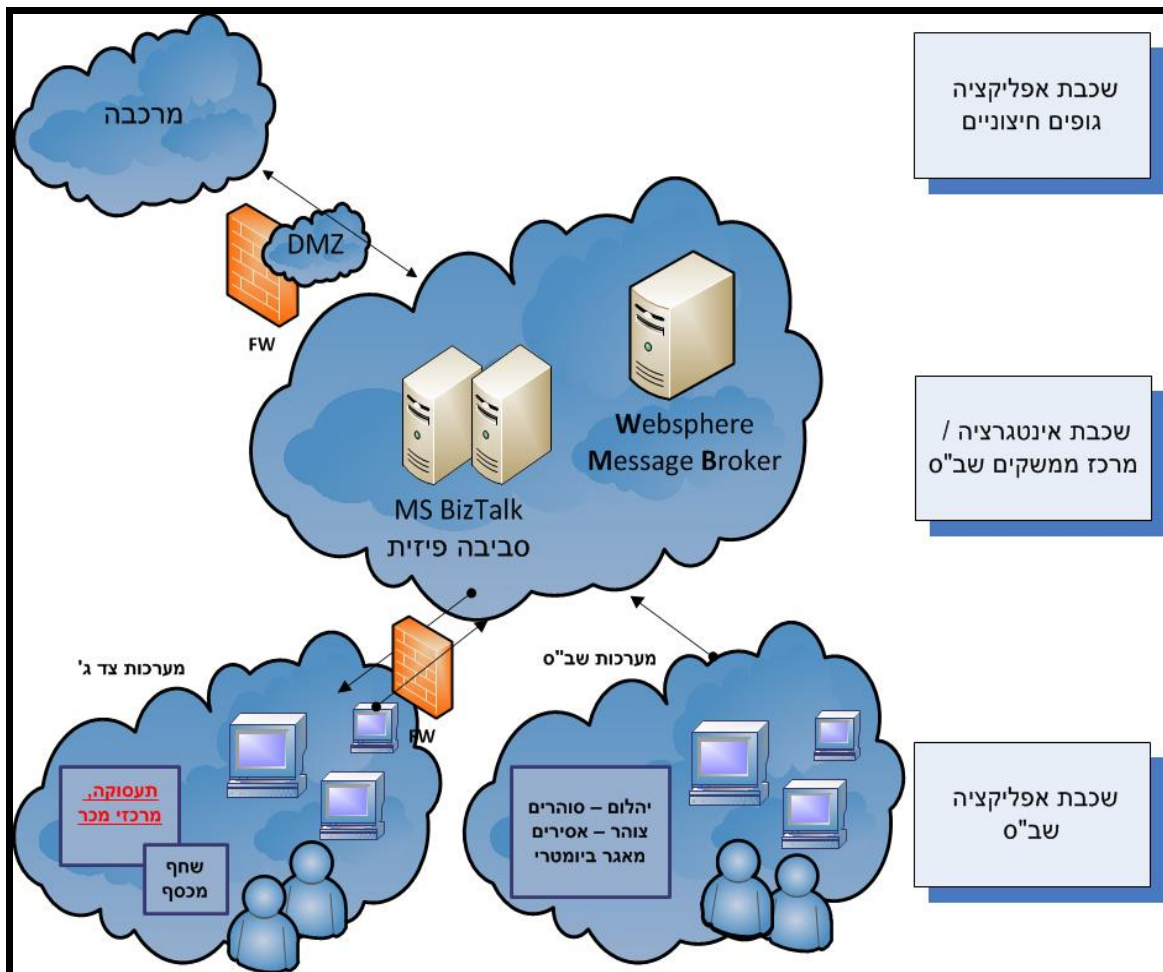 מרכבה
DMZ
FW
שכבת אפליקציה
גופים חיצוניים
Websphere
Message Broker
MS BizTalk
סביבה פיזית
שכבת אינטגרציה /
מרכז ממשקים שב"ס
מערכות צד ג'
FW
תעסוקה,
מרכזי מכר
שחף
מכסף
מערכות שב"ס
יהלום – סוהרים
צוהר – אסירים
מאגר ביומטרי
שכבת אפליקציה
שב"ס